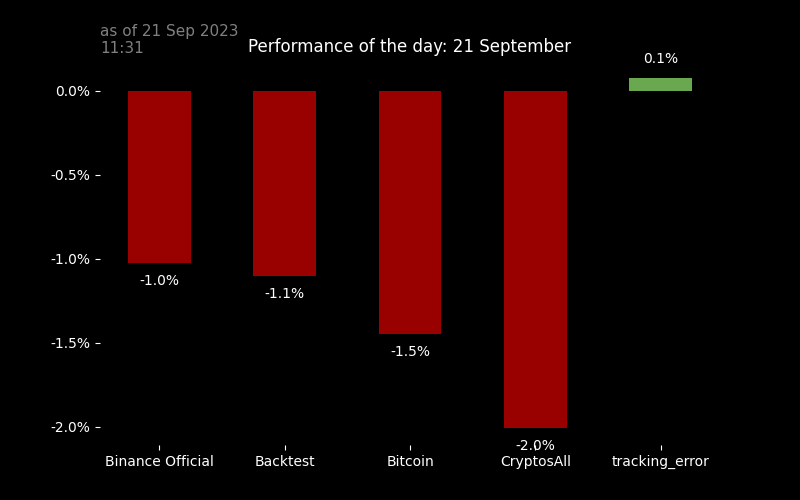 as of 21 Sep 2023
11:31
Performance of the day: 21 September
0.1%
0.0%
-0.5%
-1.0%
-1.5%
-2.0%
-1.0%
-1.1%
-1.5%
-2.0%
Binance Official
Backtest
Bitcoin
CryptosAll
tracking_error